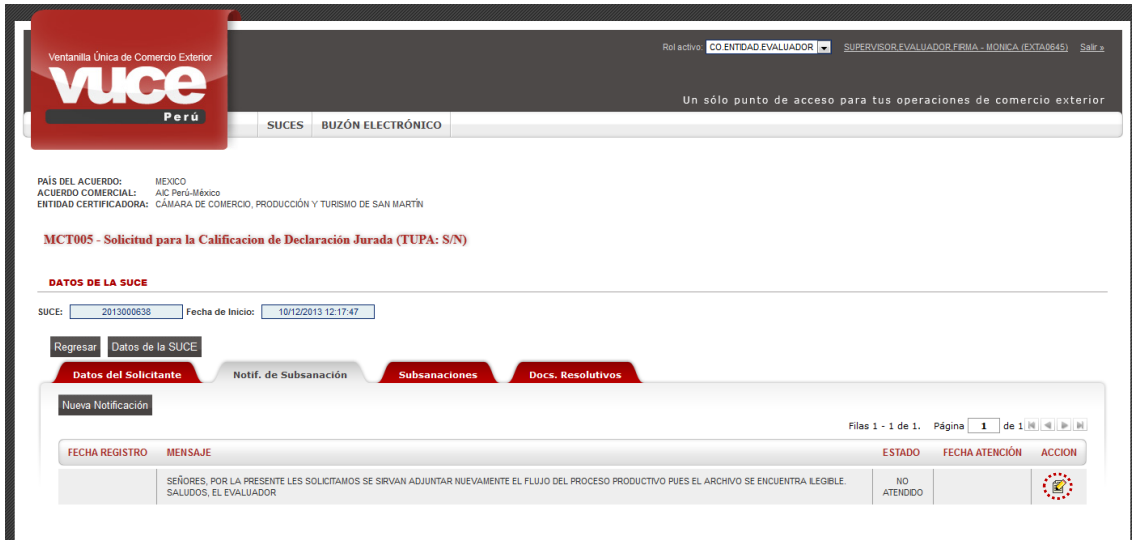 Ventanilla Única de Comercio Exterior
vuce
Perú
Rol activo: CO.ENTIDAD.EVALUADOR SUPERVISOR,EVALUADOR,FIRMA - MONICA (EXTA0645) Salir »
Un sólo punto de acceso para tus operaciones de comercio exterior
SUCES BUZÓN ELECTRÓNICO
PAÍS DEL ACUERDO: MEXICO
ACUERDO COMERCIAL: AIC Perú-México
ENTIDAD CERTIFICADORA: CÁMARA DE COMERCIO, PRODUCCIÓN Y TURISMO DE SAN MARTÍN
MCT005 - Solicitud para la Calificacion de Declaración Jurada (TUPA: S/N)
DATOS DE LA SUCE
SUCE: 2013000638 Fecha de Inicio: 10/12/2013 12:17:47
Regresar Datos de la SUCE
Datos del Solicitante Notif. de Subsanación Subsanaciones Docs. Resolutivos
Nueva Notificación
Filas 1 - 1 de 1. Página 1 de 1
FECHA REGISTRO MENSAJE ESTADO FECHA ATENCIÓN ACCION
SEÑORES, POR LA PRESENTE LES SOLICITAMOS SE SIRVAN ADJUNTAR NUEVAMENTE EL FLUJO DEL PROCESO PRODUCTIVO PUES EL ARCHIVO SE ENCUENTRA ILEGIBLE.
SALUDOS, EL EVALUADOR
NO
ATENDIDO